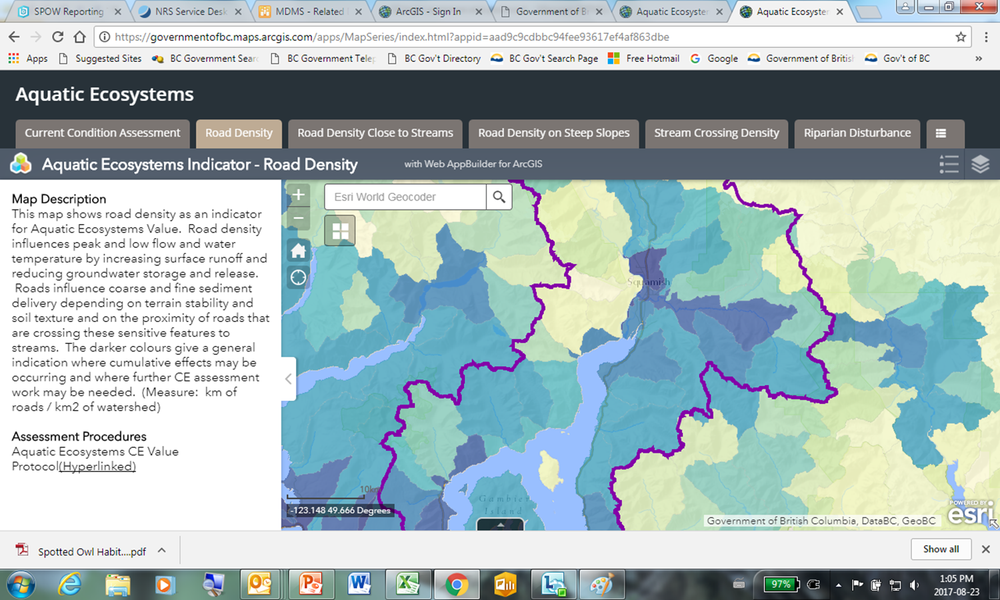 SPOW Reporting
NRS Service Desk
MDMS - Related
ArcGIS - Sign In
Government of B
Aquatic Ecosyste
Aquatic Ecosyster
https://governmentofbc.maps.arcgis.com/apps/MapSeries/index.html?appid=aad9c9cdbbc94fee93617ef4af863dbe
Apps
Suggested Sites
BC Government Sear
BC Government Telep
BC Gov't Directory
BC Gov't Search Page
Free Hotmail
Google
Government of British
Gov't of BC
Aquatic Ecosystems
Current Condition Assessment
Road Density
Road Density Close to Streams
Road Density on Steep Slopes
Stream Crossing Density
Riparian Disturbance
Aquatic Ecosystems Indicator - Road Density
with Web AppBuilder for ArcGIS
Map Description
This map shows road density as an indicator
for Aquatic Ecosystems Value. Road density
influences peak and low flow and water
temperature by increasing surface runoff and
reducing groundwater storage and release.
Roads influence coarse and fine sediment
delivery depending on terrain stability and
soil texture and on the proximity of roads that
are crossing these sensitive features to
streams. The darker colours give a general
indication where cumulative effects may be
occurring and where further CE assessment
work may be needed. (Measure: km of
roads / km2 of watershed)
Assessment Procedures
Aquatic Ecosystems CE Value
Protocol(Hyperlinked)
Esri World Geocoder
Squamish
Gambier
Island
10km
-123.148 49.666 Degrees
POWERED BY
esri
Government of British Columbia, DataBC, GeoBC
Spotted Owl Habit....pdf
Show all
97%
1:05 PM
2017-08-23